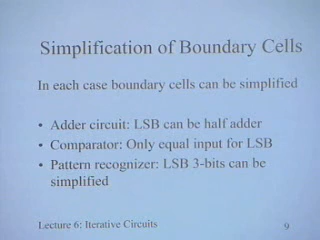 Simplification of Boundary Cells
In each case boundary cells can be simplified
• Adder circuit: LSB can be half adder
• Comparator: Only equal input for LSB
• Pattern recognizer: LSB 3-bits can be
simplified
Lecture 6: Iterative Circuits
9